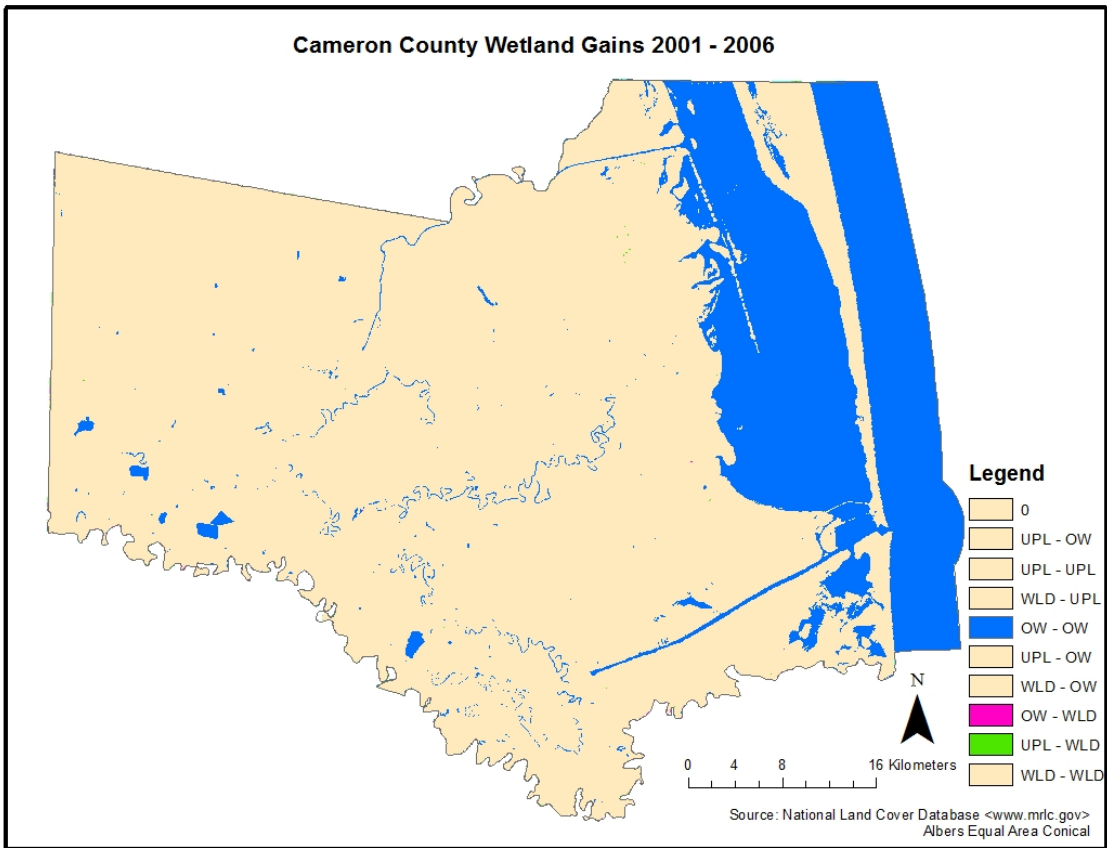 Cameron County Wetland Gains 2001 - 2006
Legend
0
UPL - OW
UPL - UPL
WLD - UPL
OW - OW
UPL - OW
WLD - OW
OW - WLD
UPL - WLD
WLD - WLD
N
0 4 8 16 Kilometers
Source: National Land Cover Database <www.mrlc.gov>
Albers Equal Area Conical